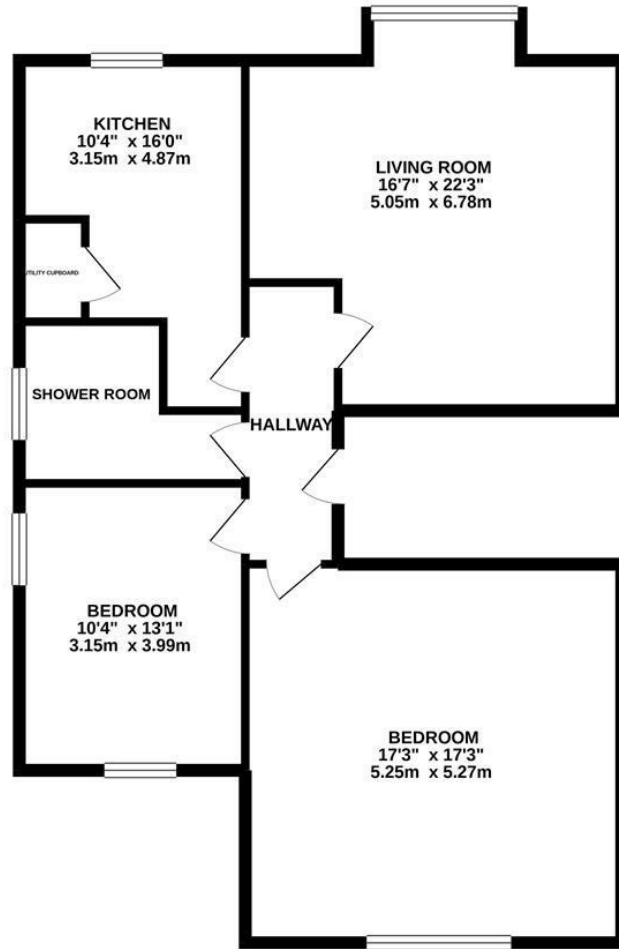 KITCHEN
10'4" x 16'0"
3.15m x 4.87m
LIVING ROOM
16'7" x 22'3"
5.05m x 6.78m
UTILITY CUPBOARD
SHOWER ROOM
HALLWAY
BEDROOM
10'4" x 13'1"
3.15m x 3.99m
BEDROOM
17'3" x 17'3"
5.25m x 5.27m